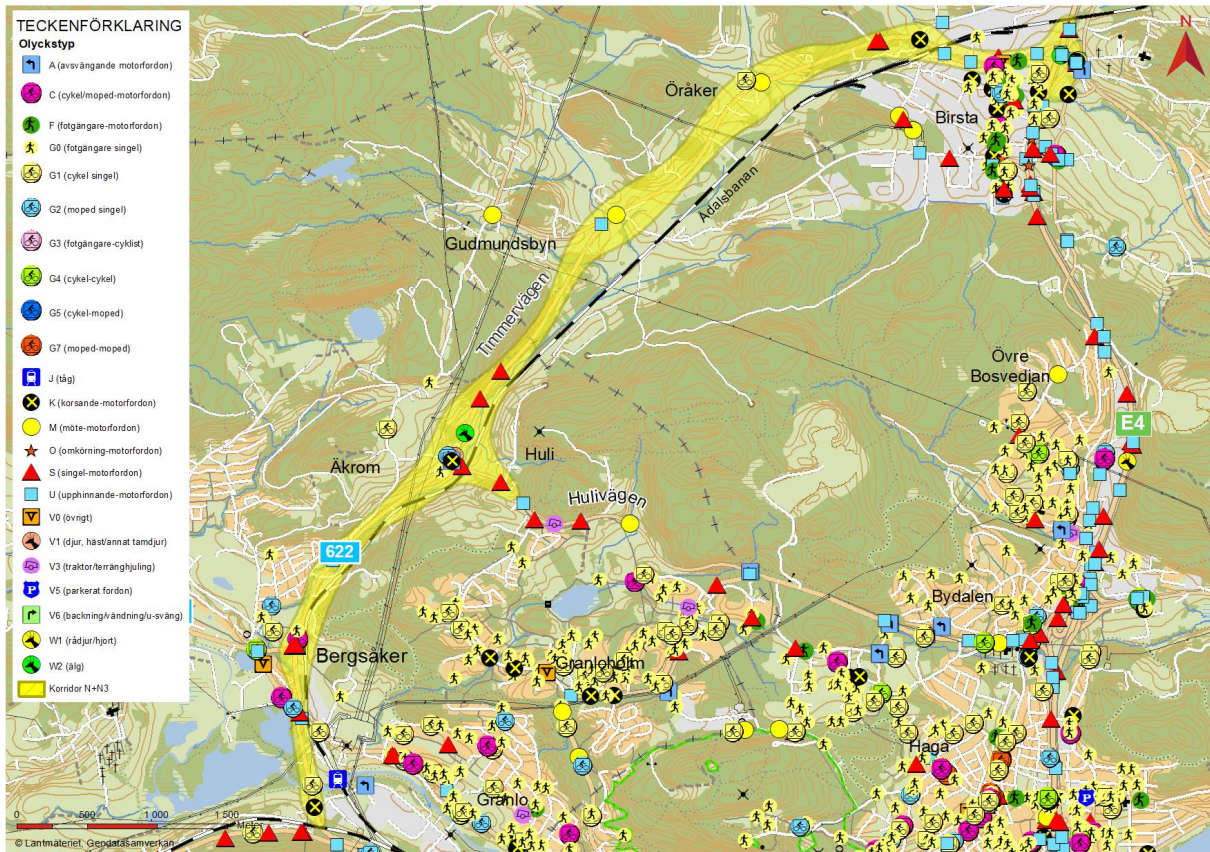 TECKENFÖRKLARING
Olyckstyp
A (avsvängande motorfordon)
C (cykel/moped-motorfordon)
F (fotgängare-motorfordon)
G0 (fotgängare singel)
G1 (cykel singel)
G2 (moped singel)
G3 (fotgängare-cyklist)
G4 (cykel-cykel)
G5 (cykel-moped)
G7 (moped-moped)
J (tåg)
K (korsande-motorfordon)
M (möte-motorfordon)
O (omkörning-motorfordon)
S (singel-motorfordon)
U (upphinnande-motorfordon)
V0 (övrigt)
V1 (djur, häst/annat tamdjur)
V3 (traktor/terränghjuling)
V5 (parkerat fordon)
P
V6 (backning/vändning/u-sväng)
W1 (rådjur/hjort)
W2 (älg)
Korridor N+N3
N
Öråker
Birsta
Ådalsbanan
Gudmundsbyn
Timmervägen
Övre
Bosvedjan
E4
Äkrom
Huli
Hulivägen
622
Bydalen
Bergsåker
Granloholm
Haga
Granlo
P
0 500 1 000 1 500
Meter
© Lantmäteriet, Geodatasamverkan